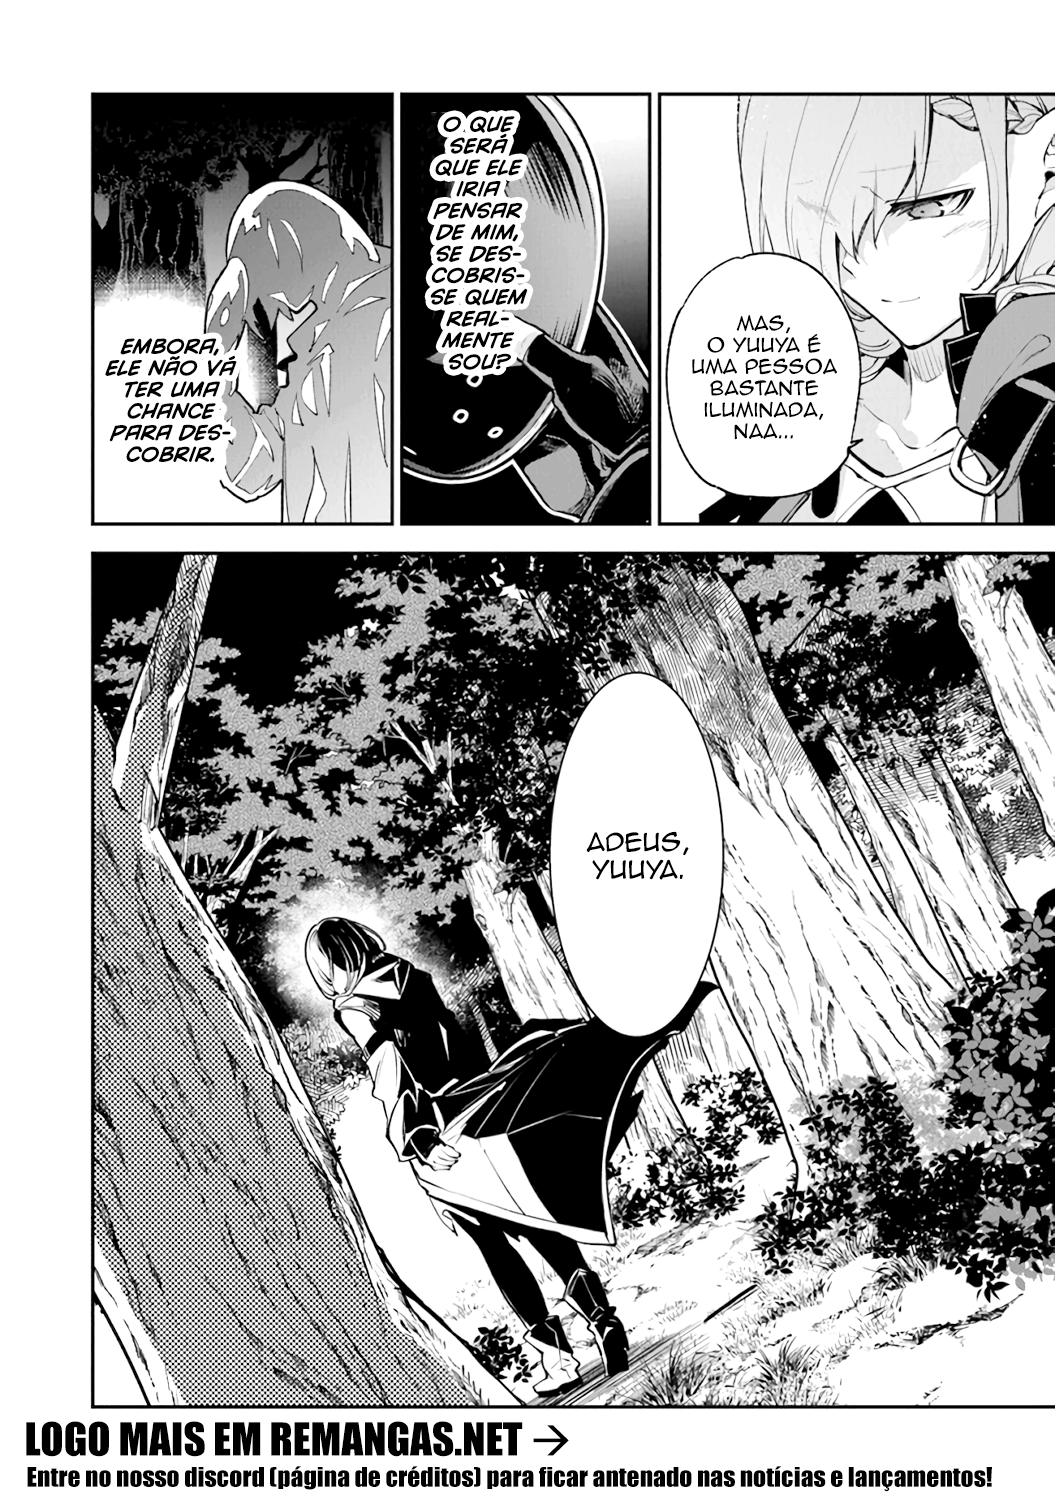 MAS,
O YUUYA É
UMA PESSOA
BASTANTE
ILUMINADA,
NAA...
O QUE
SERÁ
QUE ELE
IRIA
PENSAR
DE MIM,
SE DES-
COBRIS-
SE QUEM
REAL-
MENTE
SOU?
EMBORA,
ELE NÃO VÁ
TER UMA
CHANCE
PARA DES-
COBRIR.
ADEUS,
YUUYA.
LOGO MAIS EM REMANGAS.NET →
Entre no nosso discord (página de créditos) para ficar antenado nas notícias e lançamentos!